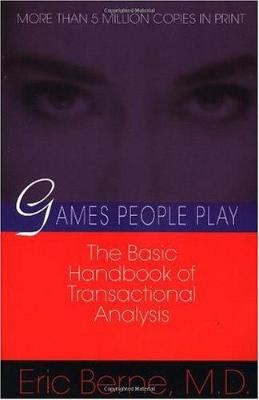 MORE THAN 5 MILLION COPIES IN PRINT
GAMES PEOPLE PLAY
The Basic
Handbook of
Transactional
Analysis
Eric Berne, M.D.